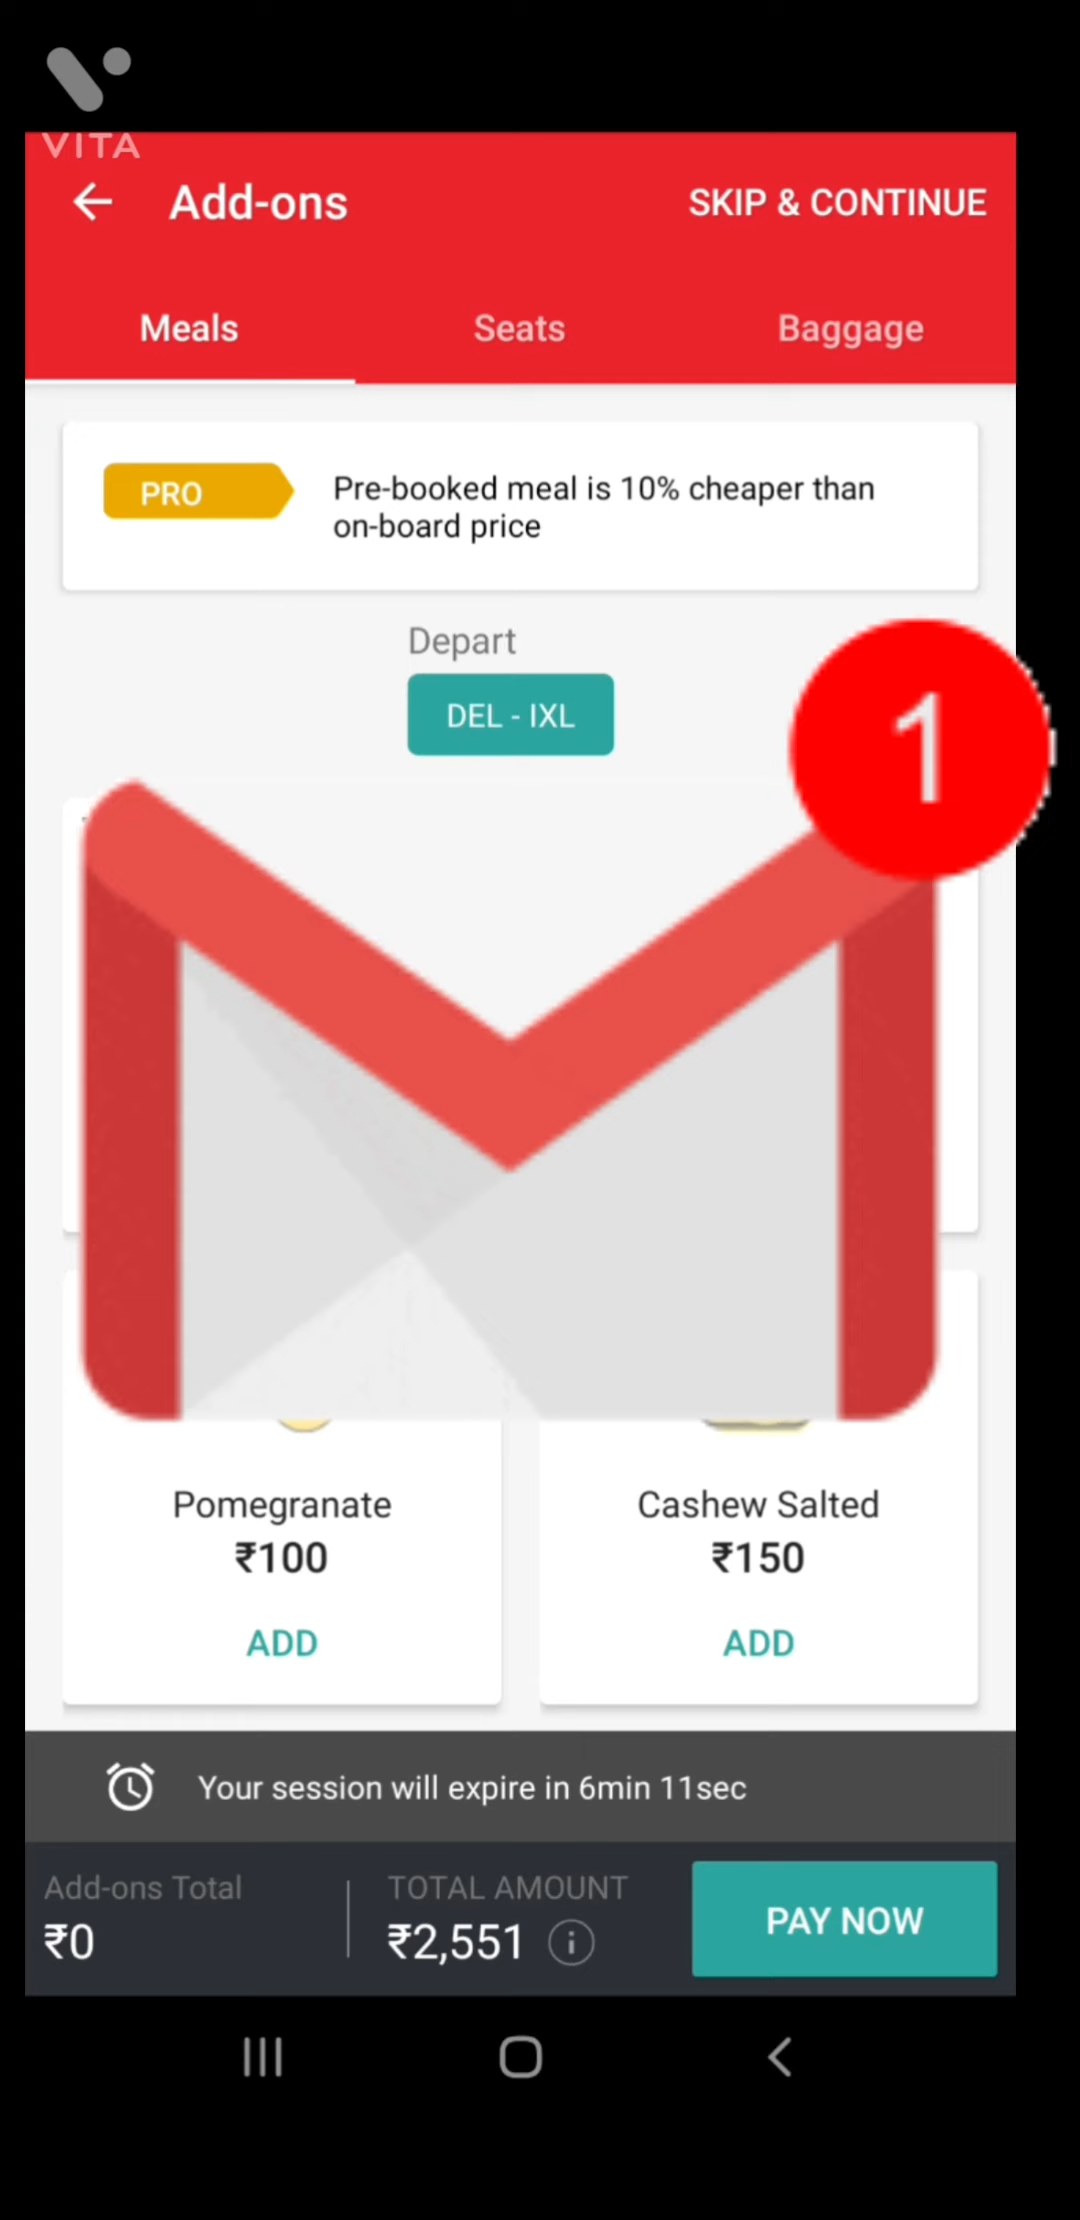 VITA
Add-ons
SKIP & CONTINUE
Meals
Seats
Baggage
PRO
Pre-booked meal is 10% cheaper than
on-board price
Depart
DEL - IXL
1
Pomegranate
₹100
ADD
Cashew Salted
₹150
ADD
Your session will expire in 6min 11sec
Add-ons Total
₹0
TOTAL AMOUNT
₹2,551
PAY NOW